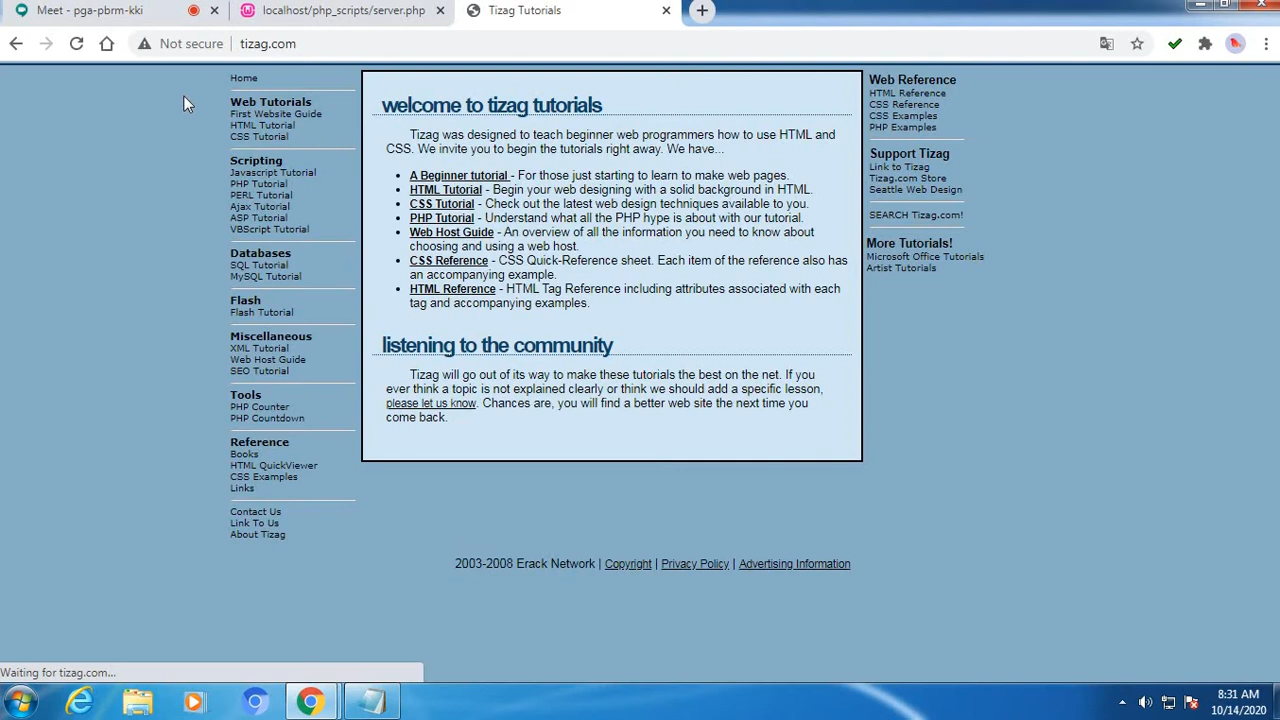 Meet - pga-pbrm-kki
localhost/php_scripts/server.php
Tizag Tutorials
Not secure
tizag.com
Home
Web Tutorials
First Website Guide
HTML Tutorial
CSS Tutorial
Scripting
Javascript Tutorial
PHP Tutorial
PERL Tutorial
Ajax Tutorial
ASP Tutorial
VBScript Tutorial
Databases
SQL Tutorial
MySQL Tutorial
Flash
Flash Tutorial
Miscellaneous
XML Tutorial
Web Host Guide
SEO Tutorial
Tools
PHP Counter
PHP Countdown
Reference
Books
HTML QuickViewer
CSS Examples
Links
Contact Us
Link To Us
About Tizag
welcome to tizag tutorials
Tizag was designed to teach beginner web programmers how to use HTML and
CSS. We invite you to begin the tutorials right away. We have...
A Beginner tutorial - For those just starting to learn to make web pages.
HTML Tutorial - Begin your web designing with a solid background in HTML.
CSS Tutorial - Check out the latest web design techniques available to you.
PHP Tutorial - Understand what all the PHP hype is about with our tutorial.
Web Host Guide - An overview of all the information you need to know about
choosing and using a web host.
CSS Reference - CSS Quick-Reference sheet. Each item of the reference also has
an accompanying example.
HTML Reference - HTML Tag Reference including attributes associated with each
tag and accompanying examples.
listening to the community
Tizag will go out of its way to make these tutorials the best on the net. If you
ever think a topic is not explained clearly or think we should add a specific lesson,
please let us know. Chances are, you will find a better web site the next time you
come back.
Web Reference
HTML Reference
CSS Reference
CSS Examples
PHP Examples
Support Tizag
Link to Tizag
Tizag.com Store
Seattle Web Design
SEARCH Tizag.com!
More Tutorials!
Microsoft Office Tutorials
Artist Tutorials
2003-2008 Erack Network | Copyright | Privacy Policy | Advertising Information
Waiting for tizag.com...
8:31 AM
10/14/2020